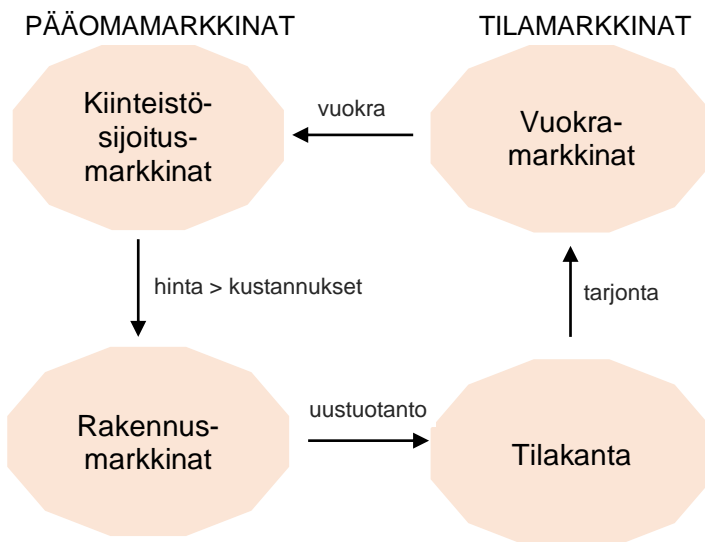 PÄÄOMAMARKKINAT
TILAMARKKINAT
Kiinteistö-
sijoitus-
markkinat
vuokra
Vuokra-
markkinat
hinta > kustannukset
tarjonta
Rakennus-
markkinat
uustuotanto
Tilakanta